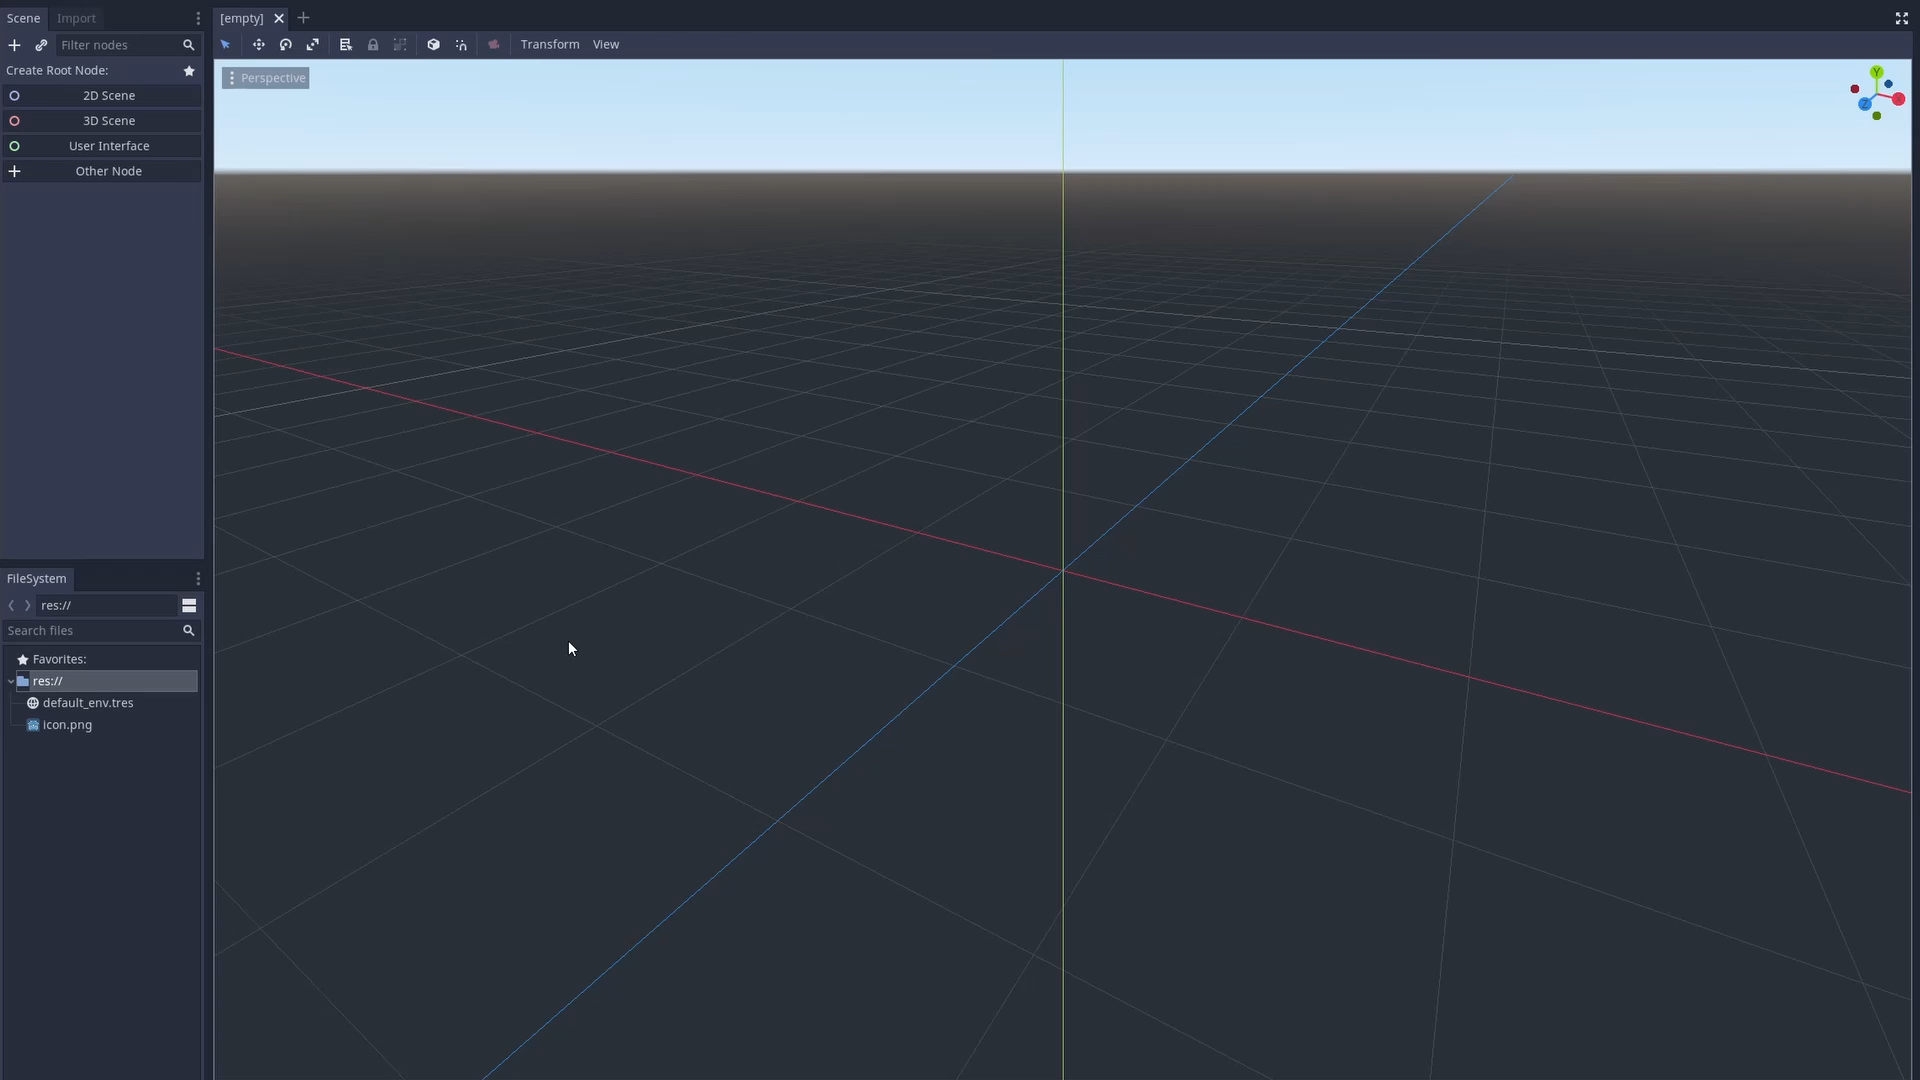 Scene
Import
Filter nodes
Create Root Node:
2D Scene
3D Scene
User Interface
Other Node
FileSystem
res://
Search files
Favorites:
res://
default_env.tres
icon.png
[empty]
Transform
View
Perspective
Y
X
Z